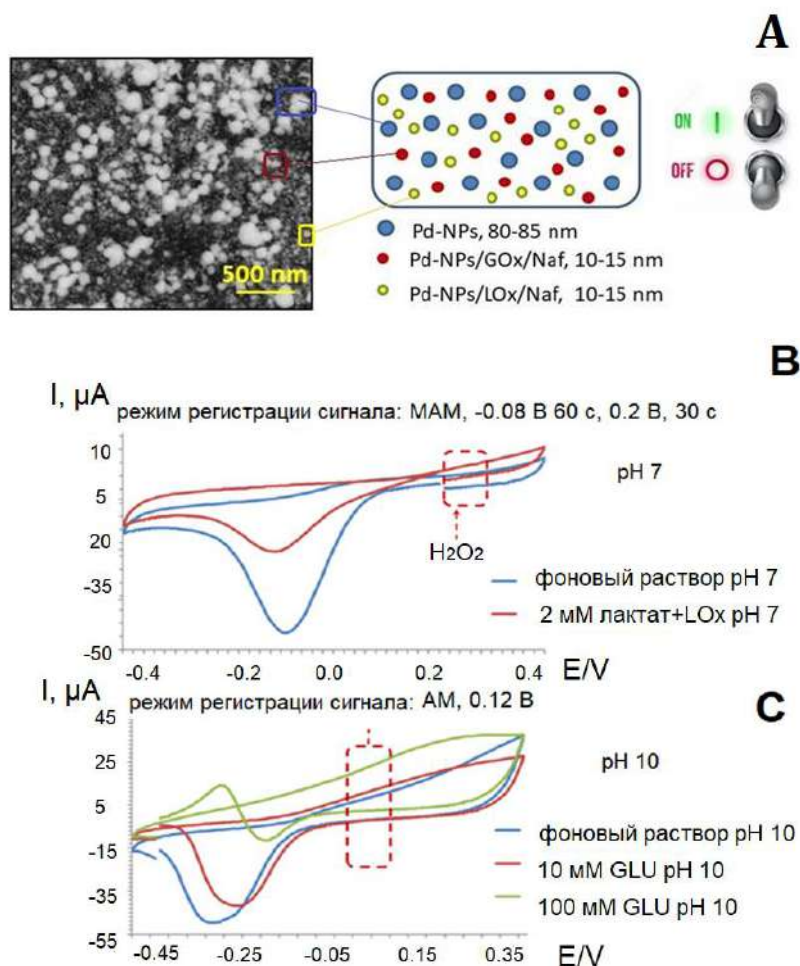 A
ON
OFF
500 nm
Pd-NPs, 80-85 nm
Pd-NPs/GOx/Naf, 10-15 nm
Pd-NPs/LOx/Naf, 10-15 nm
B
I, µA
режим регистрации сигнала: МАМ, -0.08 В 60 с, 0.2 В, 30 с
10
pH 7
5
20
H2O2
-35
фоновый раствор pH 7
2 мМ лактат+LOx pH 7
-50
-0.4 -0.2 0.0 0.2 0.4 E/V
I, µA
C
режим регистрации сигнала: АМ, 0.12 В
45
25
pH 10
5
фоновый раствор pH 10
-15
10 мМ GLU pH 10
-35
100 мМ GLU pH 10
-55
-0.45 -0.25 -0.05 0.15 0.35 E/V